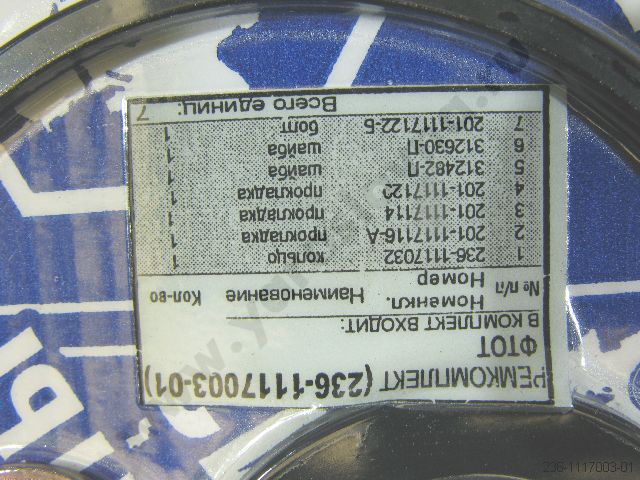 РЕМКОМПЛЕКТ (236-1117003-01)
ФТОТ
В КОМПЛЕКТ ВХОДИТ:
№ п/п Номенкл. Номер Наименование Кол-во
1 236-1117032 кольцо 1
2 201-1117116-А прокладка 1
3 201-1117114 прокладка 1
4 201-1117122 прокладка 1
5 312482-П шайба 1
6 312630-П шайба 1
7 201-1117122-Б болт 1
Всего единиц: 7
236-1117003-01